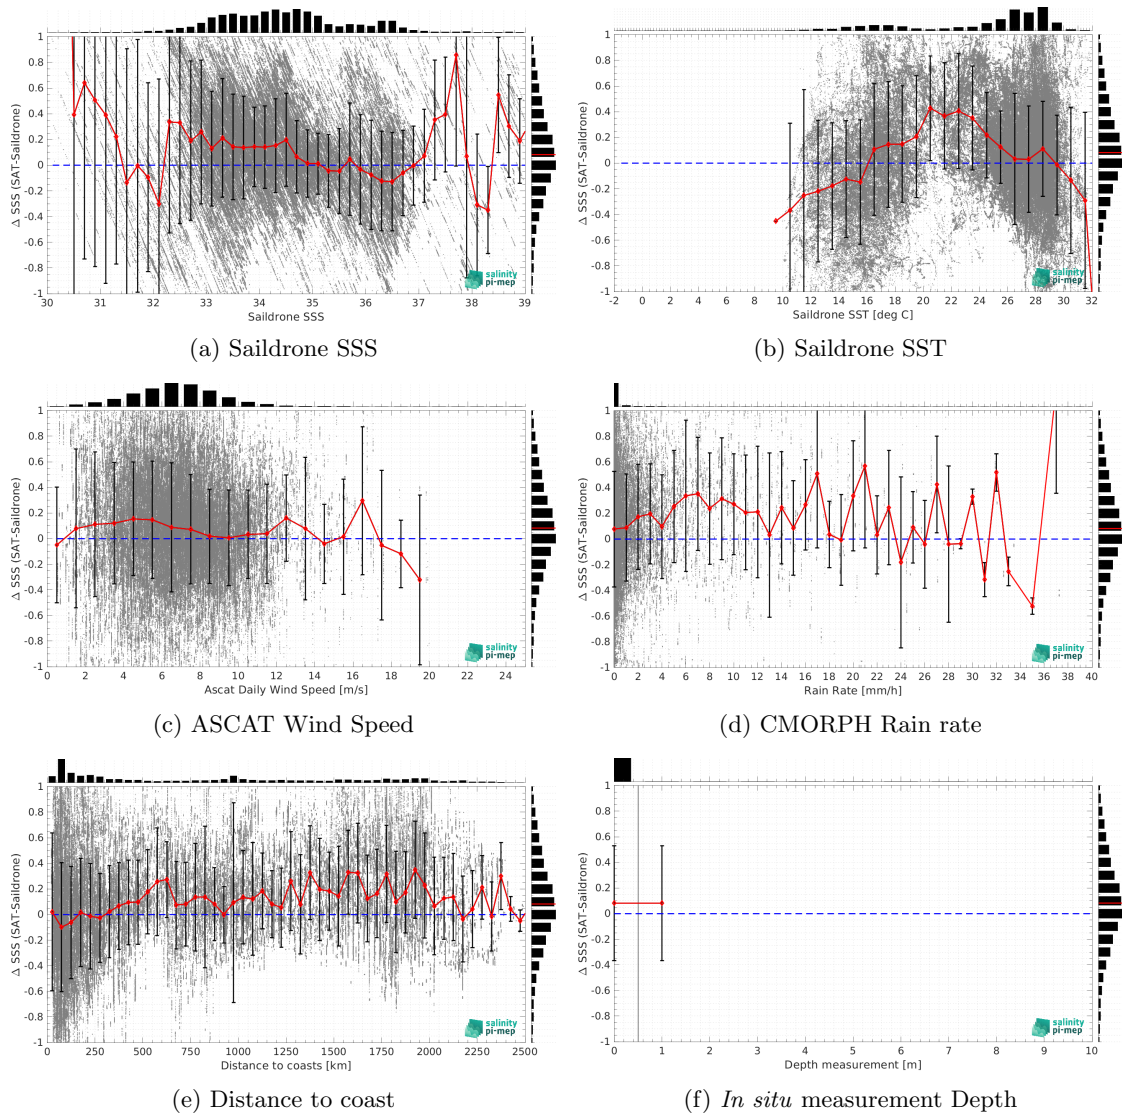 Δ SSS (SAT-Saildrone)
1
0.8
0.6
0.4
0.2
0
-0.2
-0.4
-0.6
-0.8
-1
salinity
pi-mep
30 31 32 33 34 35 36 37 38 39
Saildrone SSS
(a) Saildrone SSS
Δ SSS (SAT-Saildrone)
1
0.8
0.6
0.4
0.2
0
-0.2
-0.4
-0.6
-0.8
-1
salinity
pi-mep
-2 0 2 4 6 8 10 12 14 16 18 20 22 24 26 28 30 32
Saildrone SST [deg C]
(b) Saildrone SST
Δ SSS (SAT-Saildrone)
1
0.8
0.6
0.4
0.2
0
-0.2
-0.4
-0.6
-0.8
-1
salinity
pi-mep
0 2 4 6 8 10 12 14 16 18 20 22 24
Ascat Daily Wind Speed [m/s]
(c) ASCAT Wind Speed
Δ SSS (SAT-Saildrone)
1
0.8
0.6
0.4
0.2
0
-0.2
-0.4
-0.6
-0.8
-1
salinity
pi-mep
0 2 4 6 8 10 12 14 16 18 20 22 24 26 28 30 32 34 36 38 40
Rain Rate [mm/h]
(d) CMORPH Rain rate
Δ SSS (SAT-Saildrone)
1
0.8
0.6
0.4
0.2
0
-0.2
-0.4
-0.6
-0.8
-1
salinity
pi-mep
0 250 500 750 1000 1250 1500 1750 2000 2250 2500
Distance to coasts [km]
(e) Distance to coast
Δ SSS (SAT-Saildrone)
1
0.8
0.6
0.4
0.2
0
-0.2
-0.4
-0.6
-0.8
-1
salinity
pi-mep
0 1 2 3 4 5 6 7 8 9 10
Depth measurement [m]
(f) In situ measurement Depth